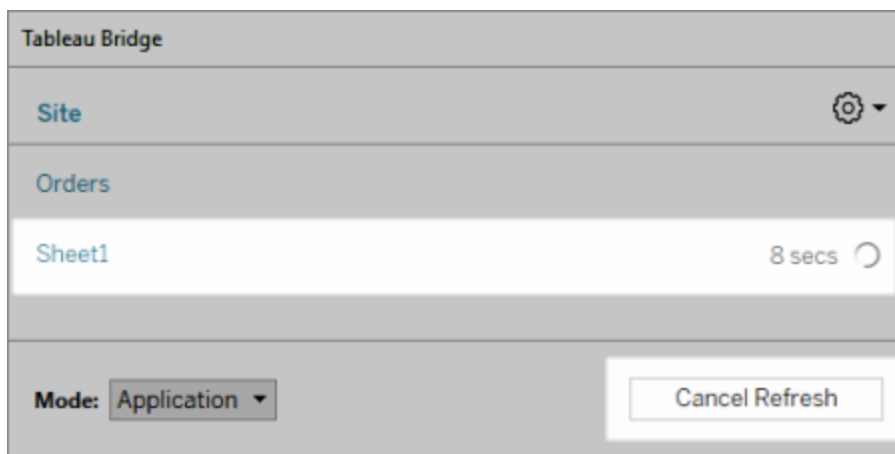 Tableau Bridge
Site
Orders
Sheet1 8 secs
Mode: Application Cancel Refresh